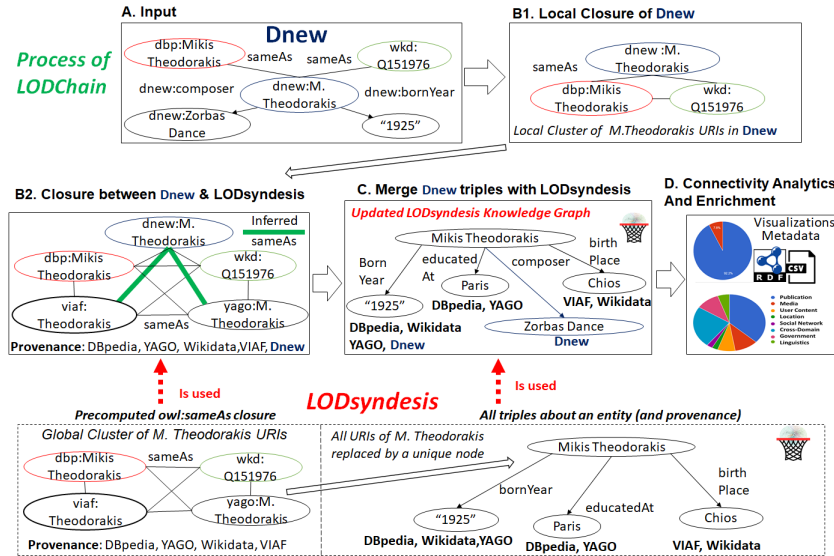 A. Input
Process of
LODChain
Dnew
dbp:Mikis
Theodorakis
sameAs
sameAs
wkd:
Q151976
dnew:composer
dnew:M.
Theodorakis
dnew:bornYear
dnew:Zorbas
Dance
"1925"
B1. Local Closure of Dnew
dnew :M.
Theodorakis
sameAs
dbp:Mikis
Theodorakis
wkd:
Q151976
Local Cluster of M.Theodorakis URIs in Dnew
B2. Closure between Dnew & LODsyndesis
dnew:M.
Theodorakis
Inferred
sameAs
dbp:Mikis
Theodorakis
wkd:
Q151976
viaf:
Theodorakis
sameAs
yago:M.
Theodorakis
Provenance: DBpedia, YAGO, Wikidata,VIAF, Dnew
C. Merge Dnew triples with LODsyndesis
Updated LODsyndesis Knowledge Graph
Mikis Theodorakis
Born
Year
educated
At
composer
birth
Place
"1925"
Paris
Chios
DBpedia, YAGO
VIAF, Wikidata
DBpedia, Wikidata
YAGO, Dnew
Zorbas Dance
Dnew
D. Connectivity Analytics
And Enrichment
Visualizations
Metadata
RDF
CSV
Publication
Media
User Content
Location
Social Network
Cross-Domain
Government
Linguistics
Is used
Is used
LODsyndesis
Precomputed owl:sameAs closure
All triples about an entity (and provenance)
Global Cluster of M. Theodorakis URIs
dbp:Mikis
Theodorakis
sameAs
wkd:
Q151976
viaf:
Theodorakis
yago:M.
Theodorakis
Provenance: DBpedia, YAGO, Wikidata, VIAF
All URIs of M. Theodorakis
replaced by a unique node
Mikis Theodorakis
bornYear
educatedAt
birth
Place
"1925"
Paris
Chios
DBpedia, Wikidata,YAGO
DBpedia, YAGO
VIAF, Wikidata